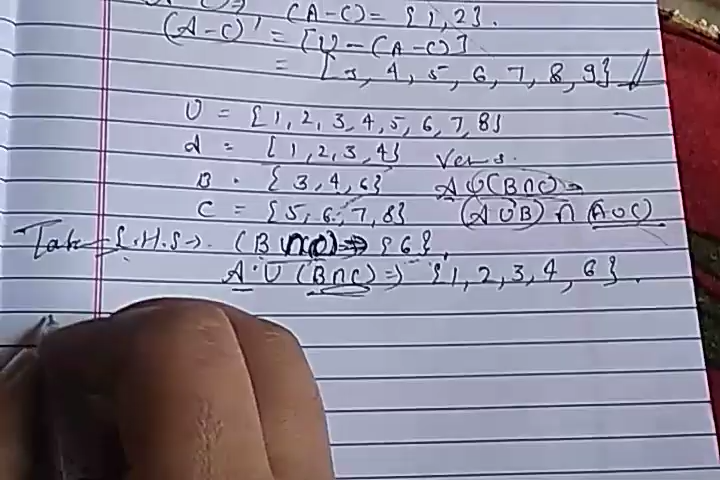 (A-C) = {1,2}.
(A-C)' = [U-(A-C)]
= {3, 4, 5, 6, 7, 8, 9}
U = {1, 2, 3, 4, 5, 6, 7, 8}
A = {1, 2, 3, 4}
B = {3, 4, 6} A ∪ (B∩C) =
C = {5, 6, 7, 8} (A∪B) ∩ (A∪C)
Take L.H.S → (B ∩ C) ⇒ {6},
A ∪ (B∩C) ⇒ {1, 2, 3, 4, 6}.